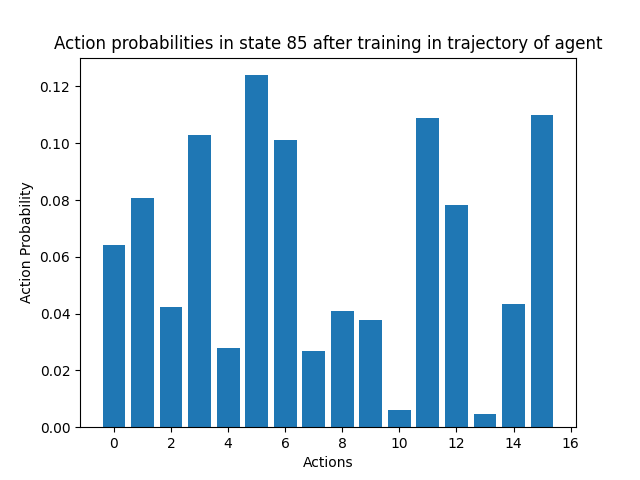 Action probabilities in state 85 after training in trajectory of agent
0.12
0.10
0.08
0.06
0.04
0.02
0.00
Action Probability
0 2 4 6 8 10 12 14 16
Actions